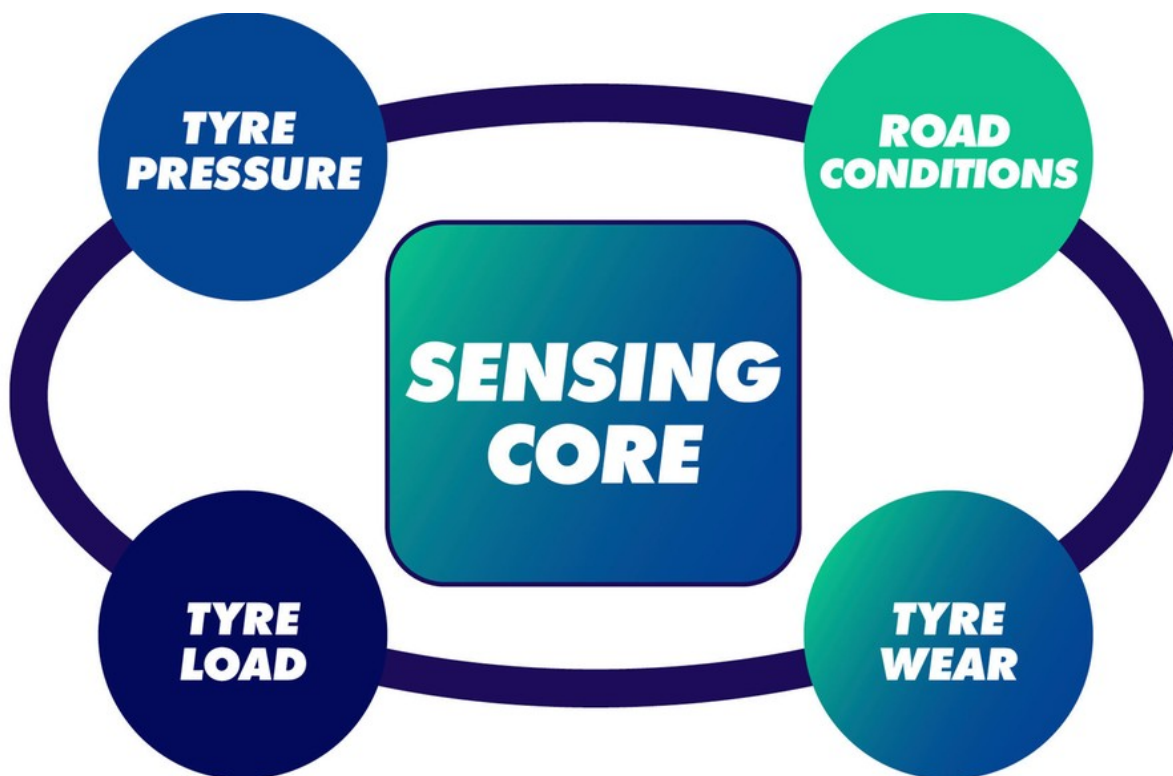 TYRE
PRESSURE
ROAD
CONDITIONS
SENSING
CORE
TYRE
LOAD
TYRE
WEAR